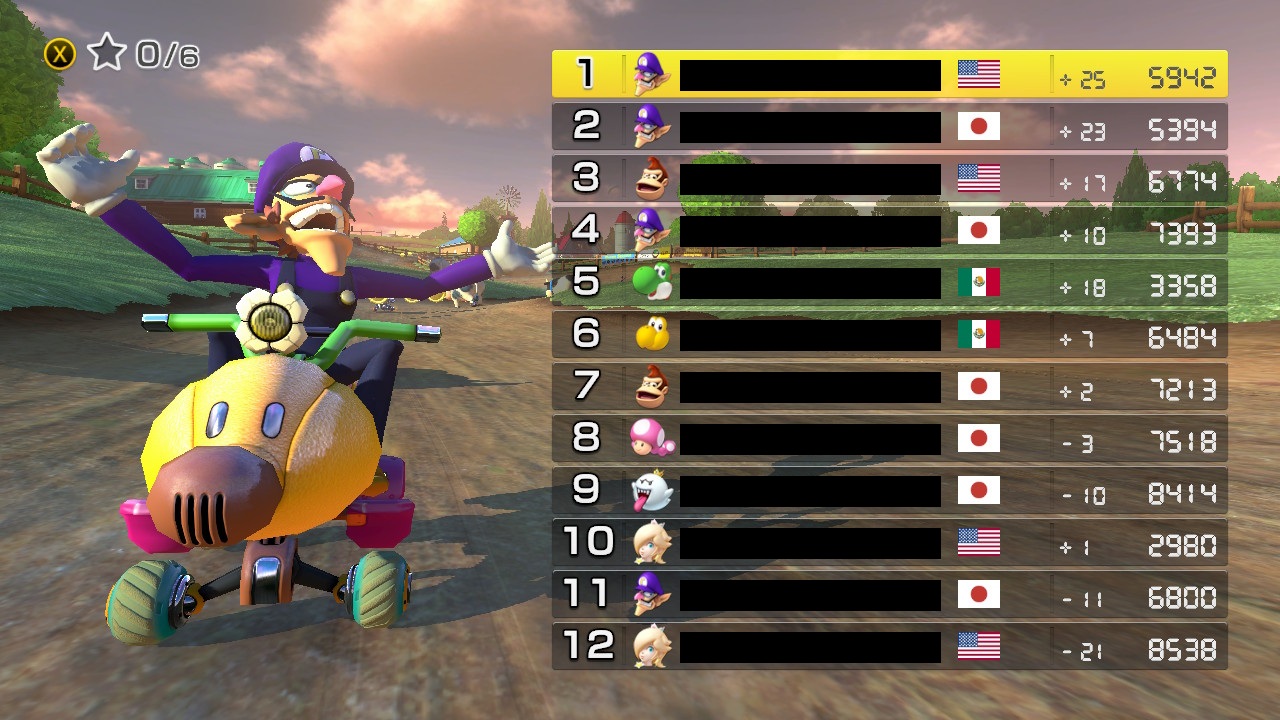 X 0/6
1 + 25 5942
2 + 23 5394
3 + 17 6174
4 + 10 7393
5 + 18 3358
6 + 7 6484
7 + 2 7213
8 - 3 7518
9 - 10 8414
10 + 1 2980
11 - 11 6800
12 - 21 8538